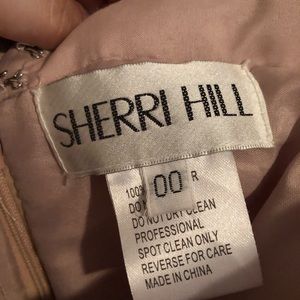 SHERRI HILL
00
100% R
DO N
DO NOT DRY CLEAN
PROFESSIONAL
SPOT CLEAN ONLY
REVERSE FOR CARE
MADE IN CHINA